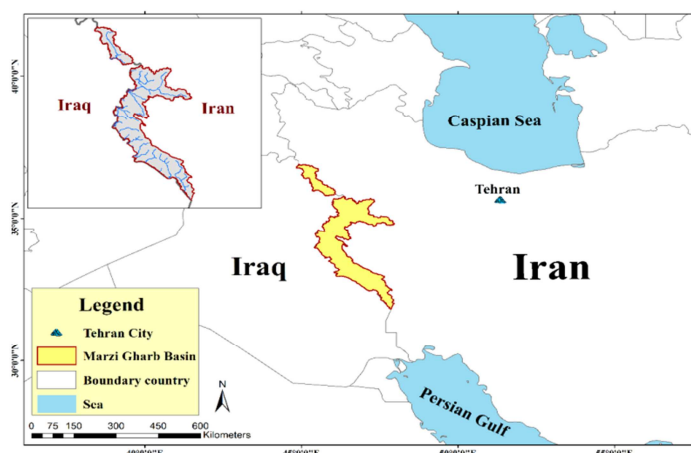 Iraq
Iran
Caspian Sea
Tehran
Iraq
Iran
Persian Gulf
Legend
Tehran City
Marzi Gharb Basin
Boundary country
Sea
N
0 75 150 300 450 600
Kilometers